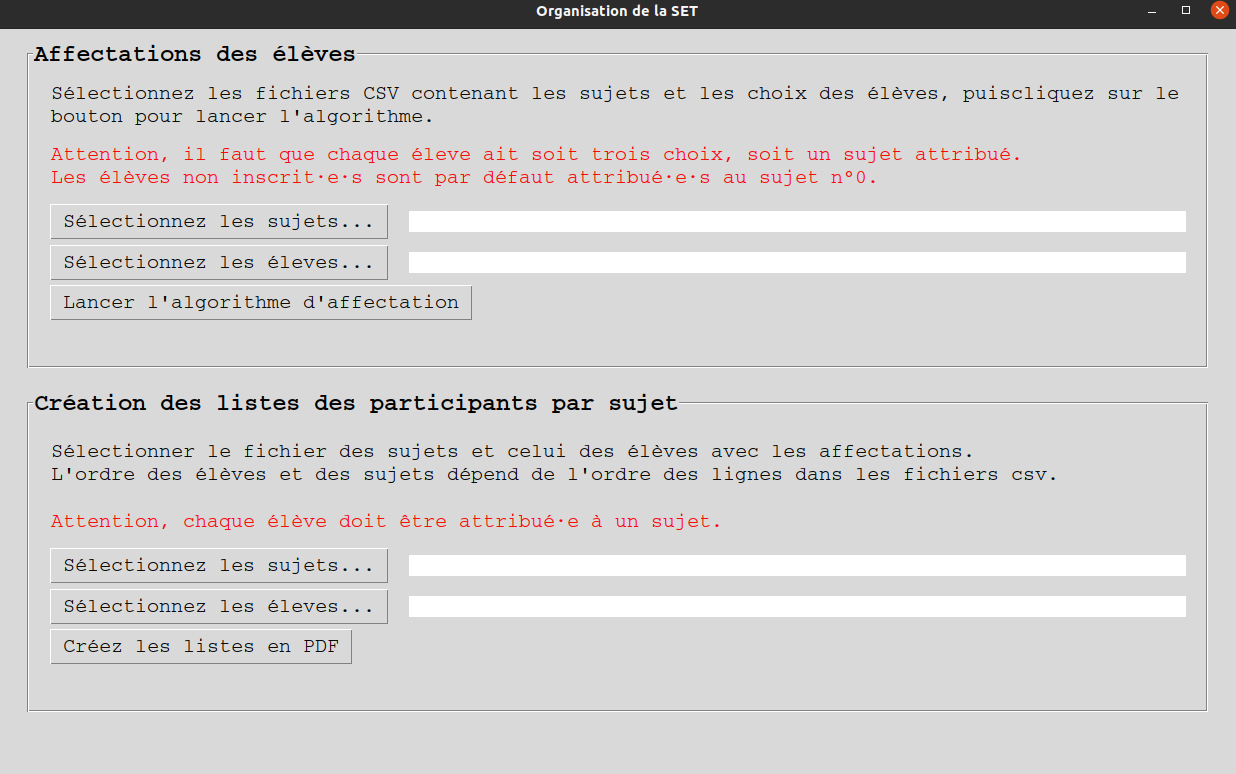 Organisation de la SET
Affectations des élèves
Sélectionnez les fichiers CSV contenant les sujets et les choix des élèves, puiscliquez sur le
bouton pour lancer l'algorithme.
Attention, il faut que chaque éleve ait soit trois choix, soit un sujet attribué.
Les élèves non inscrit·e·s sont par défaut attribué·e·s au sujet n°0.
Sélectionnez les sujets...
Sélectionnez les éleves...
Lancer l'algorithme d'affectation
Création des listes des participants par sujet
Sélectionner le fichier des sujets et celui des élèves avec les affectations.
L'ordre des élèves et des sujets dépend de l'ordre des lignes dans les fichiers csv.
Attention, chaque élève doit être attribué·e à un sujet.
Sélectionnez les sujets...
Sélectionnez les éleves...
Créez les listes en PDF